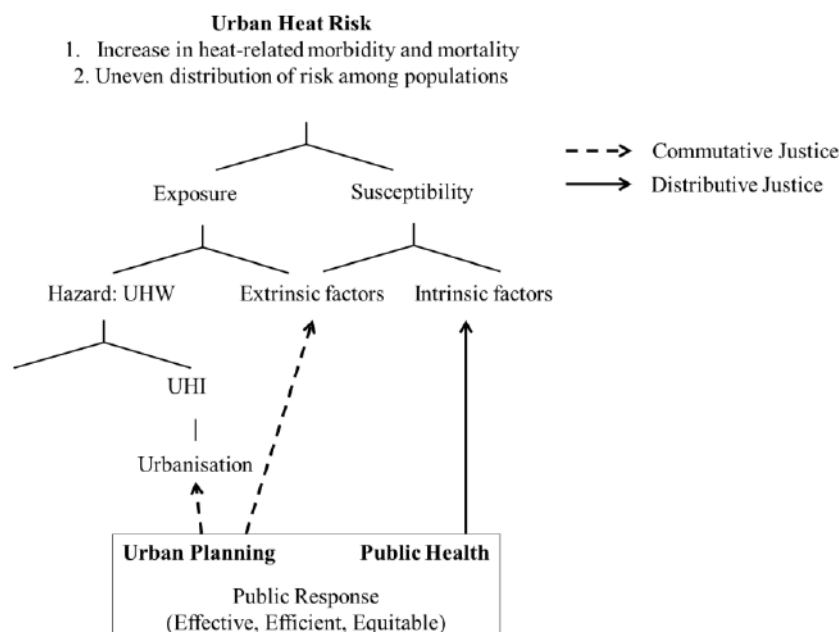 Urban Heat Risk
1. Increase in heat-related morbidity and mortality
2. Uneven distribution of risk among populations
Commutative Justice
Distributive Justice
Exposure
Susceptibility
Hazard: UHW
Extrinsic factors
Intrinsic factors
UHI
Urbanisation
Urban Planning
Public Health
Public Response
(Effective, Efficient, Equitable)